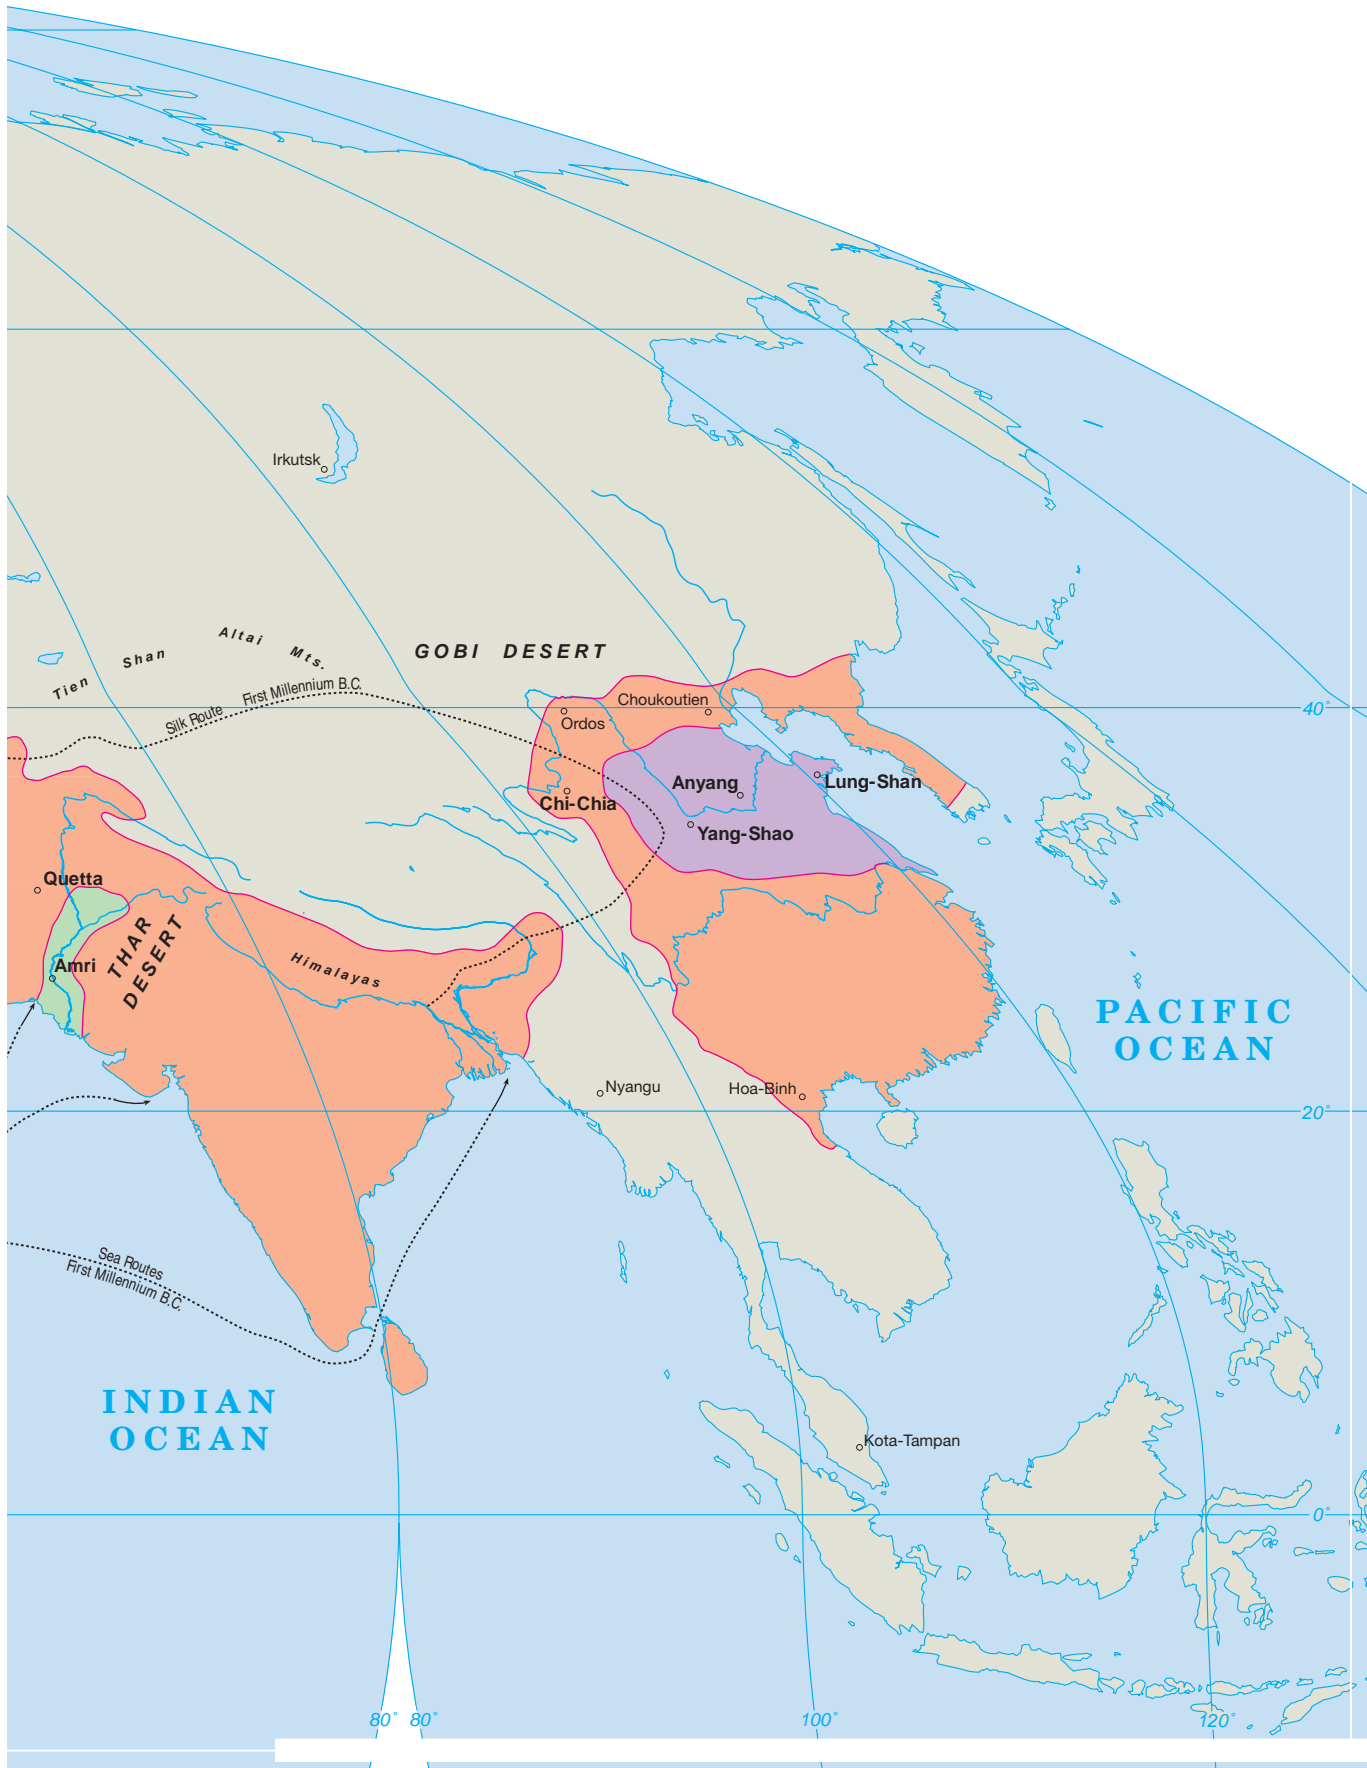 Irkutsk
Tien Shan
Altai Mts.
GOBI DESERT
Silk Route First Millennium B.C.
Choukoutien
Ordos
40°
Chi-Chia
Anyang
Lung-Shan
Yang-Shao
Quetta
THAR
DESERT
Amri
Himalayas
PACIFIC
OCEAN
Nyangu
Hoa-Binh
20°
Sea Routes
First Millennium B.C.
INDIAN
OCEAN
Kota-Tampan
0°
80° 80° 100° 120°